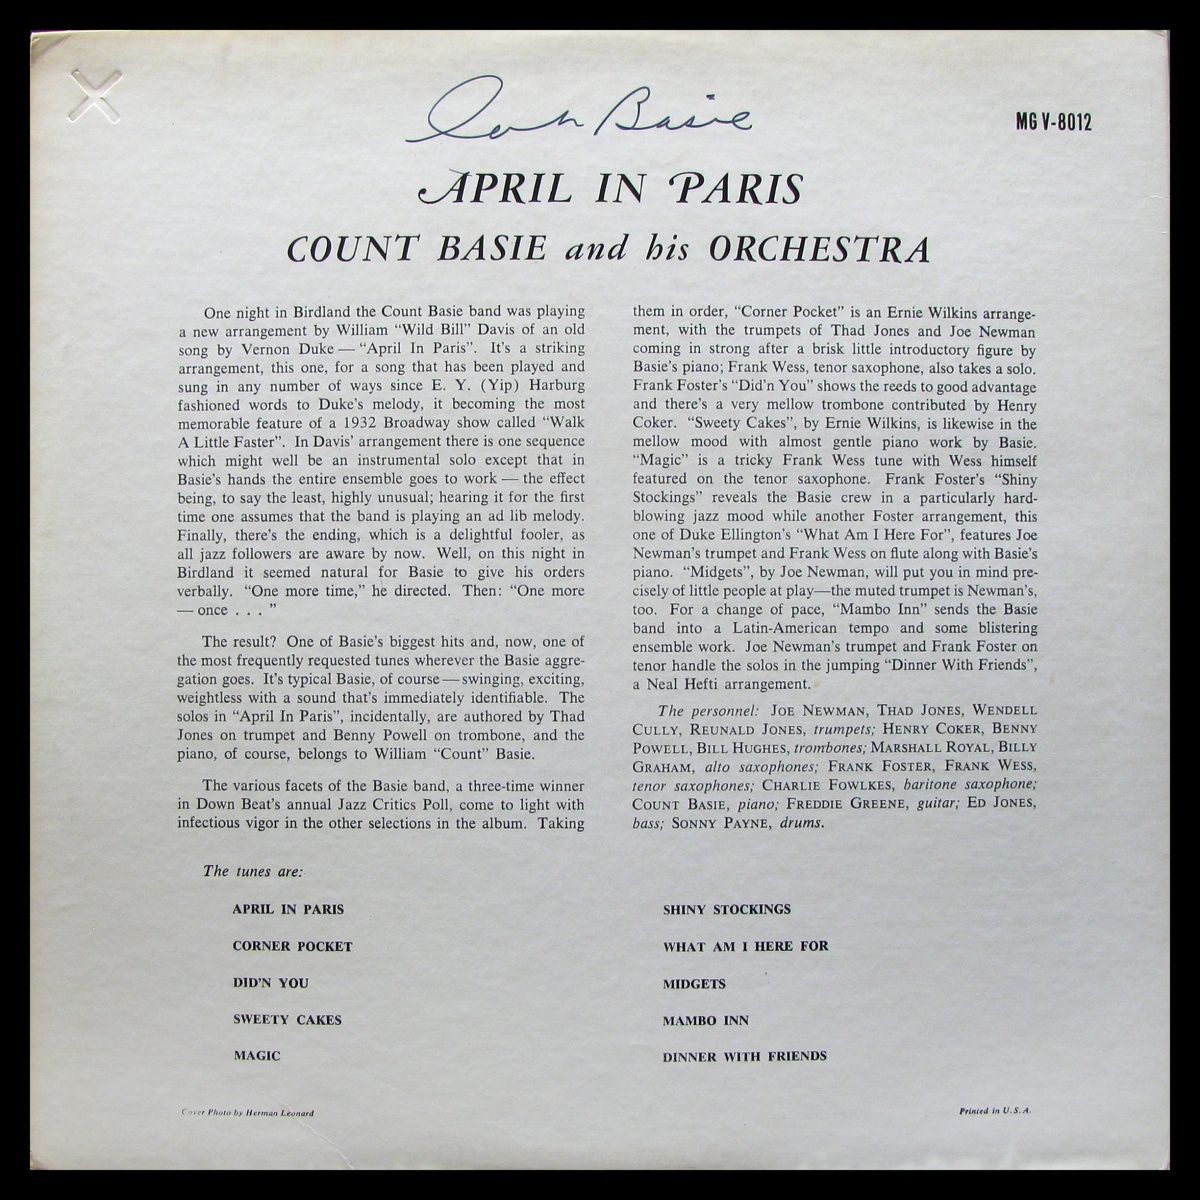 Count Basie
MG V-8012
APRIL IN PARIS
COUNT BASIE and his ORCHESTRA
One night in Birdland the Count Basie band was playing
a new arrangement by William “Wild Bill” Davis of an old
song by Vernon Duke — “April In Paris”. It’s a striking
arrangement, this one, for a song that has been played and
sung in any number of ways since E. Y. (Yip) Harburg
fashioned words to Duke’s melody, it becoming the most
memorable feature of a 1932 Broadway show called “Walk
A Little Faster”. In Davis’ arrangement there is one sequence
which might well be an instrumental solo except that in
Basie’s hands the entire ensemble goes to work — the effect
being, to say the least, highly unusual; hearing it for the first
time one assumes that the band is playing an ad lib melody.
Finally, there’s the ending, which is a delightful fooler, as
all jazz followers are aware by now. Well, on this night in
Birdland it seemed natural for Basie to give his orders
verbally. “One more time,” he directed. Then: “One more
— once . . . ”
The result? One of Basie’s biggest hits and, now, one of
the most frequently requested tunes wherever the Basie aggre-
gation goes. It’s typical Basie, of course — swinging, exciting,
weightless with a sound that’s immediately identifiable. The
solos in “April In Paris”, incidentally, are authored by Thad
Jones on trumpet and Benny Powell on trombone, and the
piano, of course, belongs to William “Count” Basie.
The various facets of the Basie band, a three-time winner
in Down Beat’s annual Jazz Critics Poll, come to light with
infectious vigor in the other selections in the album. Taking
them in order, “Corner Pocket” is an Ernie Wilkins arrange-
ment, with the trumpets of Thad Jones and Joe Newman
coming in strong after a brisk little introductory figure by
Basie’s piano; Frank Wess, tenor saxophone, also takes a solo.
Frank Foster’s “Did’n You” shows the reeds to good advantage
and there’s a very mellow trombone contributed by Henry
Coker. “Sweety Cakes”, by Ernie Wilkins, is likewise in the
mellow mood with almost gentle piano work by Basie.
“Magic” is a tricky Frank Wess tune with Wess himself
featured on the tenor saxophone. Frank Foster’s “Shiny
Stockings” reveals the Basie crew in a particularly hard-
blowing jazz mood while another Foster arrangement, this
one of Duke Ellington’s “What Am I Here For”, features Joe
Newman’s trumpet and Frank Wess on flute along with Basie’s
piano. “Midgets”, by Joe Newman, will put you in mind pre-
cisely of little people at play—the muted trumpet is Newman’s,
too. For a change of pace, “Mambo Inn” sends the Basie
band into a Latin-American tempo and some blistering
ensemble work. Joe Newman’s trumpet and Frank Foster on
tenor handle the solos in the jumping “Dinner With Friends”,
a Neal Hefti arrangement.
The personnel: JOE NEWMAN, THAD JONES, WENDELL
CULLY, REUNALD JONES, trumpets; HENRY COKER, BENNY
POWELL, BILL HUGHES, trombones; MARSHALL ROYAL, BILLY
GRAHAM, alto saxophones; FRANK FOSTER, FRANK WESS,
tenor saxophones; CHARLIE FOWLKES, baritone saxophone;
COUNT BASIE, piano; FREDDIE GREENE, guitar; ED JONES,
bass; SONNY PAYNE, drums.
The tunes are:
APRIL IN PARIS
CORNER POCKET
DID’N YOU
SWEETY CAKES
MAGIC
SHINY STOCKINGS
WHAT AM I HERE FOR
MIDGETS
MAMBO INN
DINNER WITH FRIENDS
Cover Photo by Herman Leonard
Printed in U.S.A.